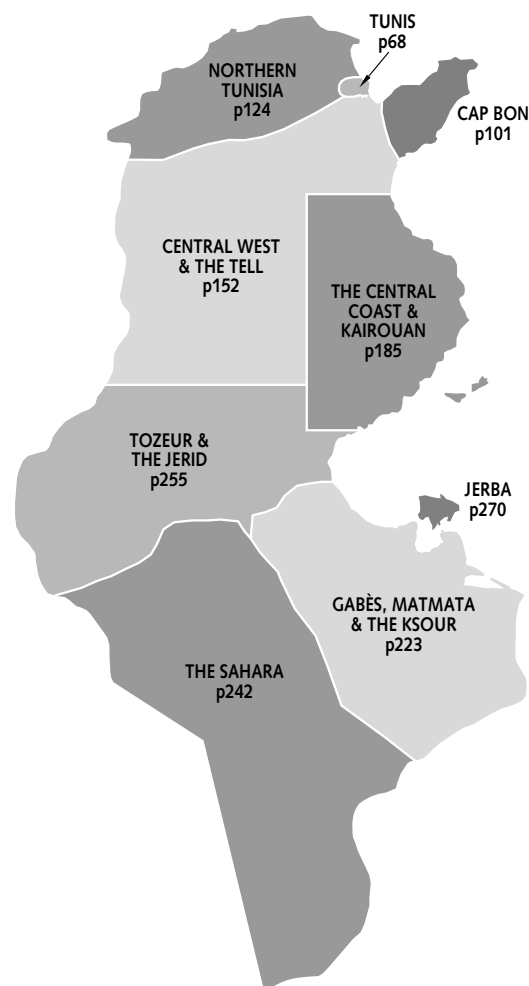 TUNIS
p68
NORTHERN
TUNISIA
p124
CAP BON
p101
CENTRAL WEST
& THE TELL
p152
THE CENTRAL
COAST &
KAIROUAN
p185
TOZEUR &
THE JERID
p255
JERBA
p270
GABÈS, MATMATA
& THE KSOUR
p223
THE SAHARA
p242